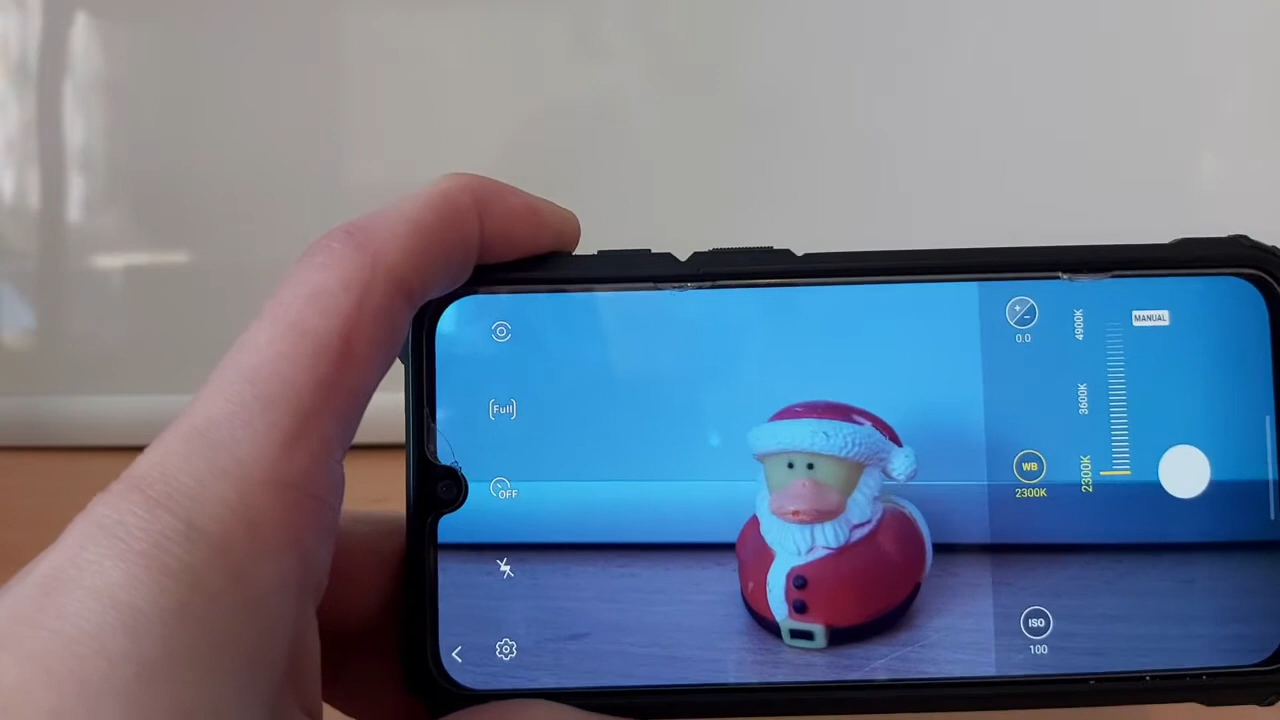 [Full]
OFF
+ -
0.0
WB
2300K
ISO
100
4900K
3600K
2300K
MANUAL